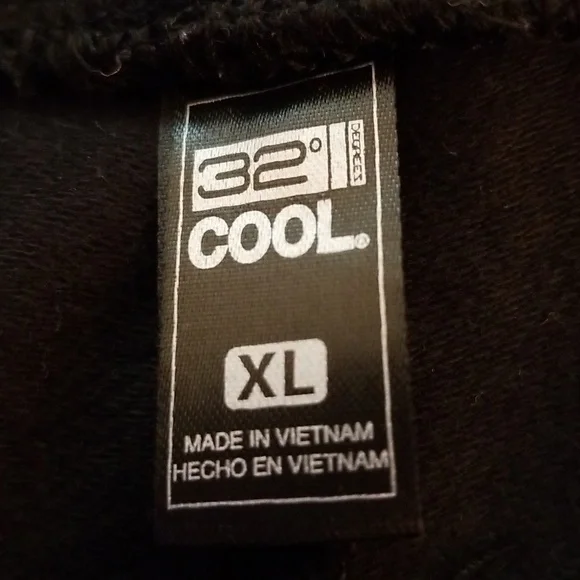 32° DEGREES
COOL®
XL
MADE IN VIETNAM
HECHO EN VIETNAM